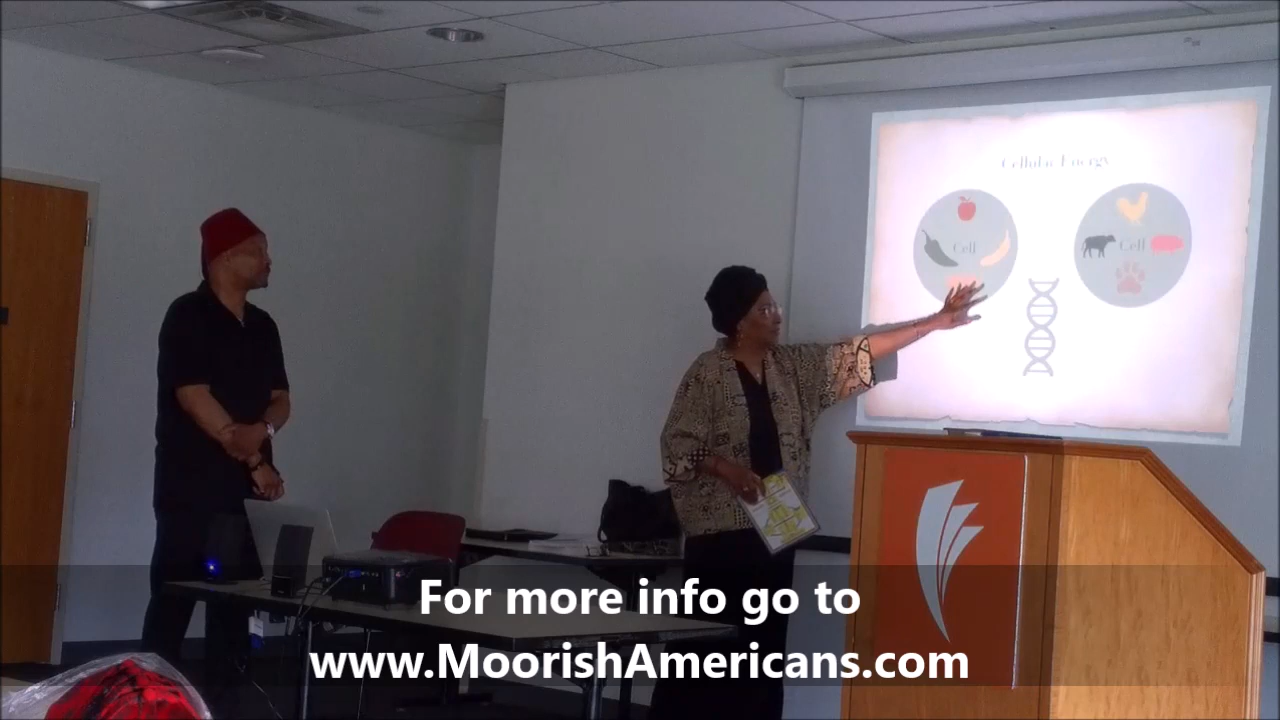 Cellular Energy
Cell
Cell
For more info go to
www.MoorishAmericans.com